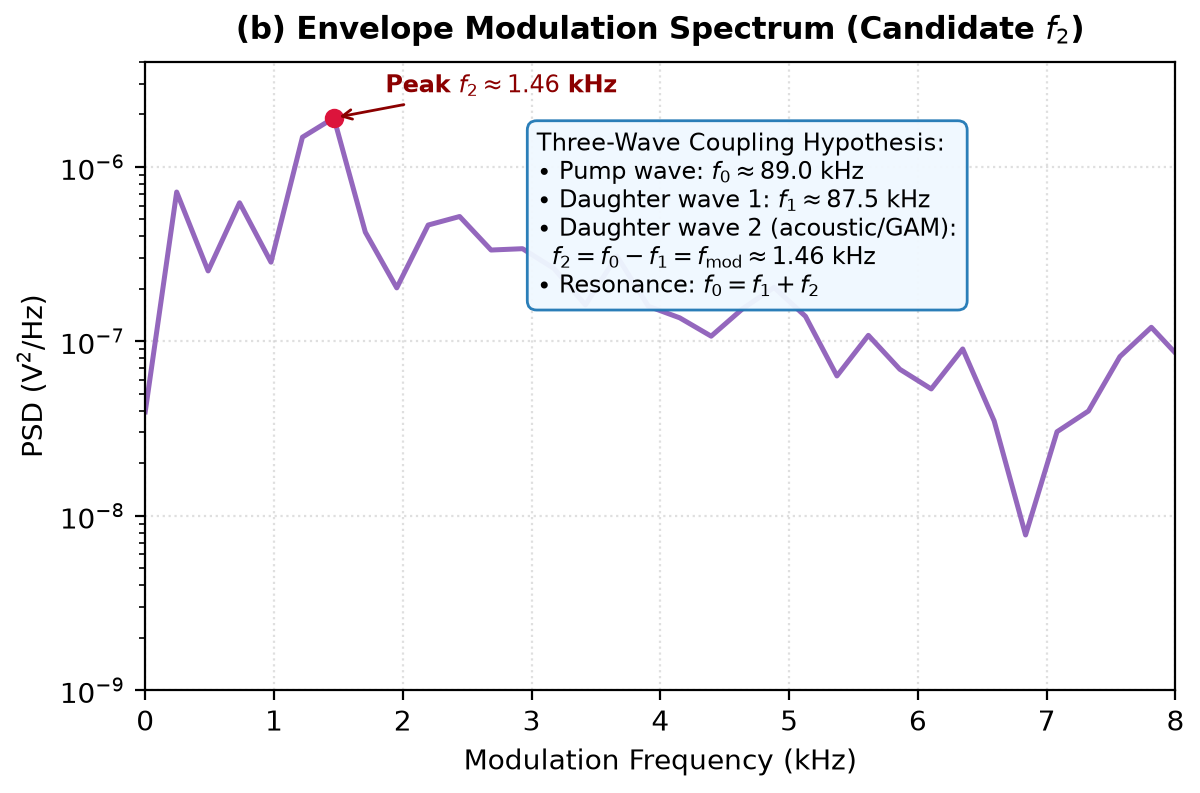 (b) Envelope Modulation Spectrum (Candidate f₂)
Peak f₂ ≈ 1.46 kHz
Three-Wave Coupling Hypothesis:
• Pump wave: f₀ ≈ 89.0 kHz
• Daughter wave 1: f₁ ≈ 87.5 kHz
• Daughter wave 2 (acoustic/GAM):
f₂ = f₀ − f₁ = f_mod ≈ 1.46 kHz
• Resonance: f₀ = f₁ + f₂
PSD (V²/Hz)
10⁻⁶
10⁻⁷
10⁻⁸
10⁻⁹
0 1 2 3 4 5 6 7 8
Modulation Frequency (kHz)